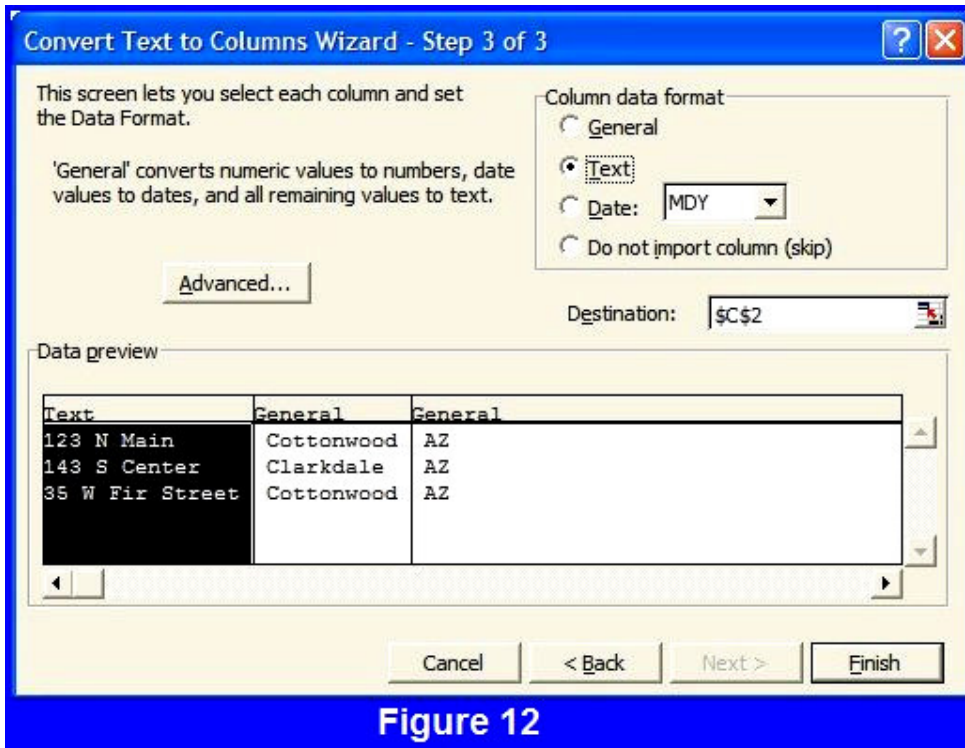 Convert Text to Columns Wizard - Step 3 of 3
This screen lets you select each column and set
the Data Format.
'General' converts numeric values to numbers, date
values to dates, and all remaining values to text.
Advanced...
Column data format
General
Text
Date: MDY
Do not import column (skip)
Destination: $C$2
Data preview
Text General General
123 N Main Cottonwood AZ
143 S Center Clarkdale AZ
35 W Fir Street Cottonwood AZ
Cancel < Back Next > Finish
Figure 12